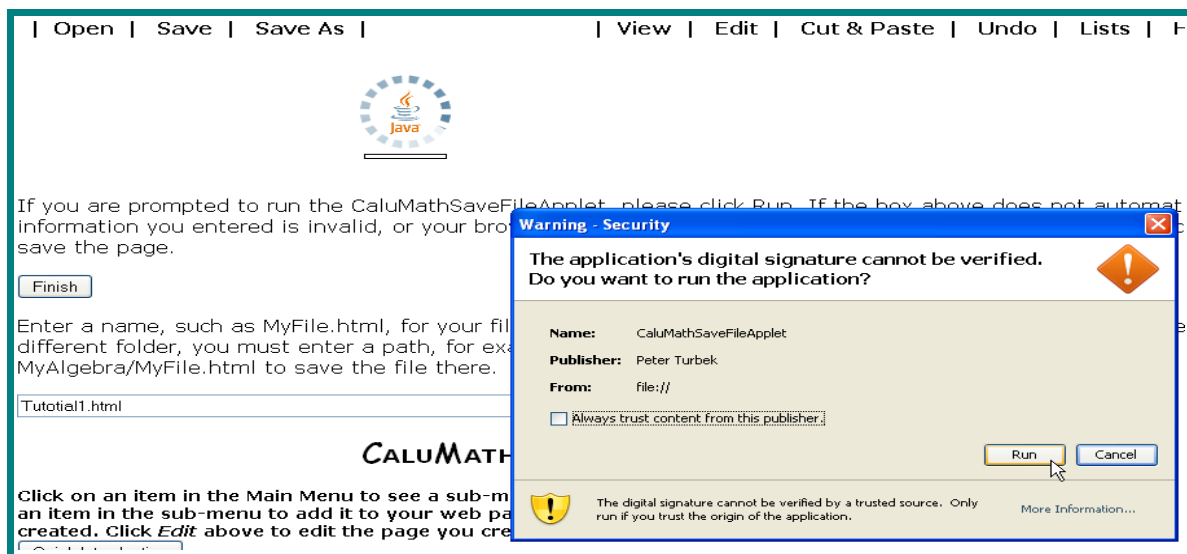 | Open | Save | Save As | | View | Edit | Cut & Paste | Undo | Lists |
Java
If you are prompted to run the CaluMathSaveFileApplet, please click Run. If the box above does not automat
information you entered is invalid, or your bro
save the page.
Finish
Enter a name, such as MyFile.html, for your fil
different folder, you must enter a path, for exa
MyAlgebra/MyFile.html to save the file there.
Tutotial1.html
CALUMATH
Click on an item in the Main Menu to see a sub-m
an item in the sub-menu to add it to your web pa
created. Click Edit above to edit the page you cre
Warning - Security
The application's digital signature cannot be verified.
Do you want to run the application?
Name: CaluMathSaveFileApplet
Publisher: Peter Turbek
From: file://
Always trust content from this publisher.
Run Cancel
The digital signature cannot be verified by a trusted source. Only
run if you trust the origin of the application.
More Information...